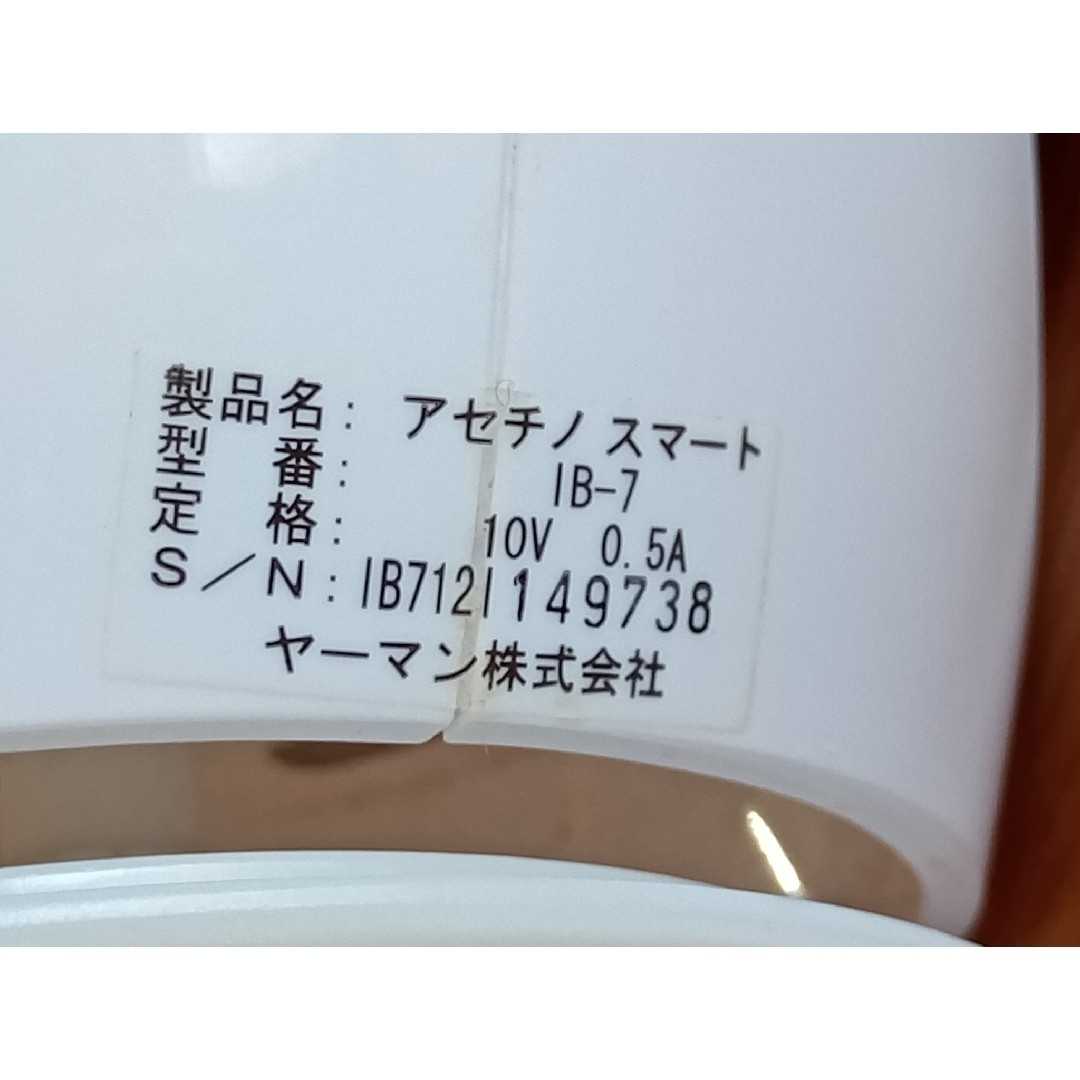 製品名: アセチノ スマート
型 番: IB-7
定 格: 10V 0.5A
S/N:IB712I149738
ヤーマン株式会社